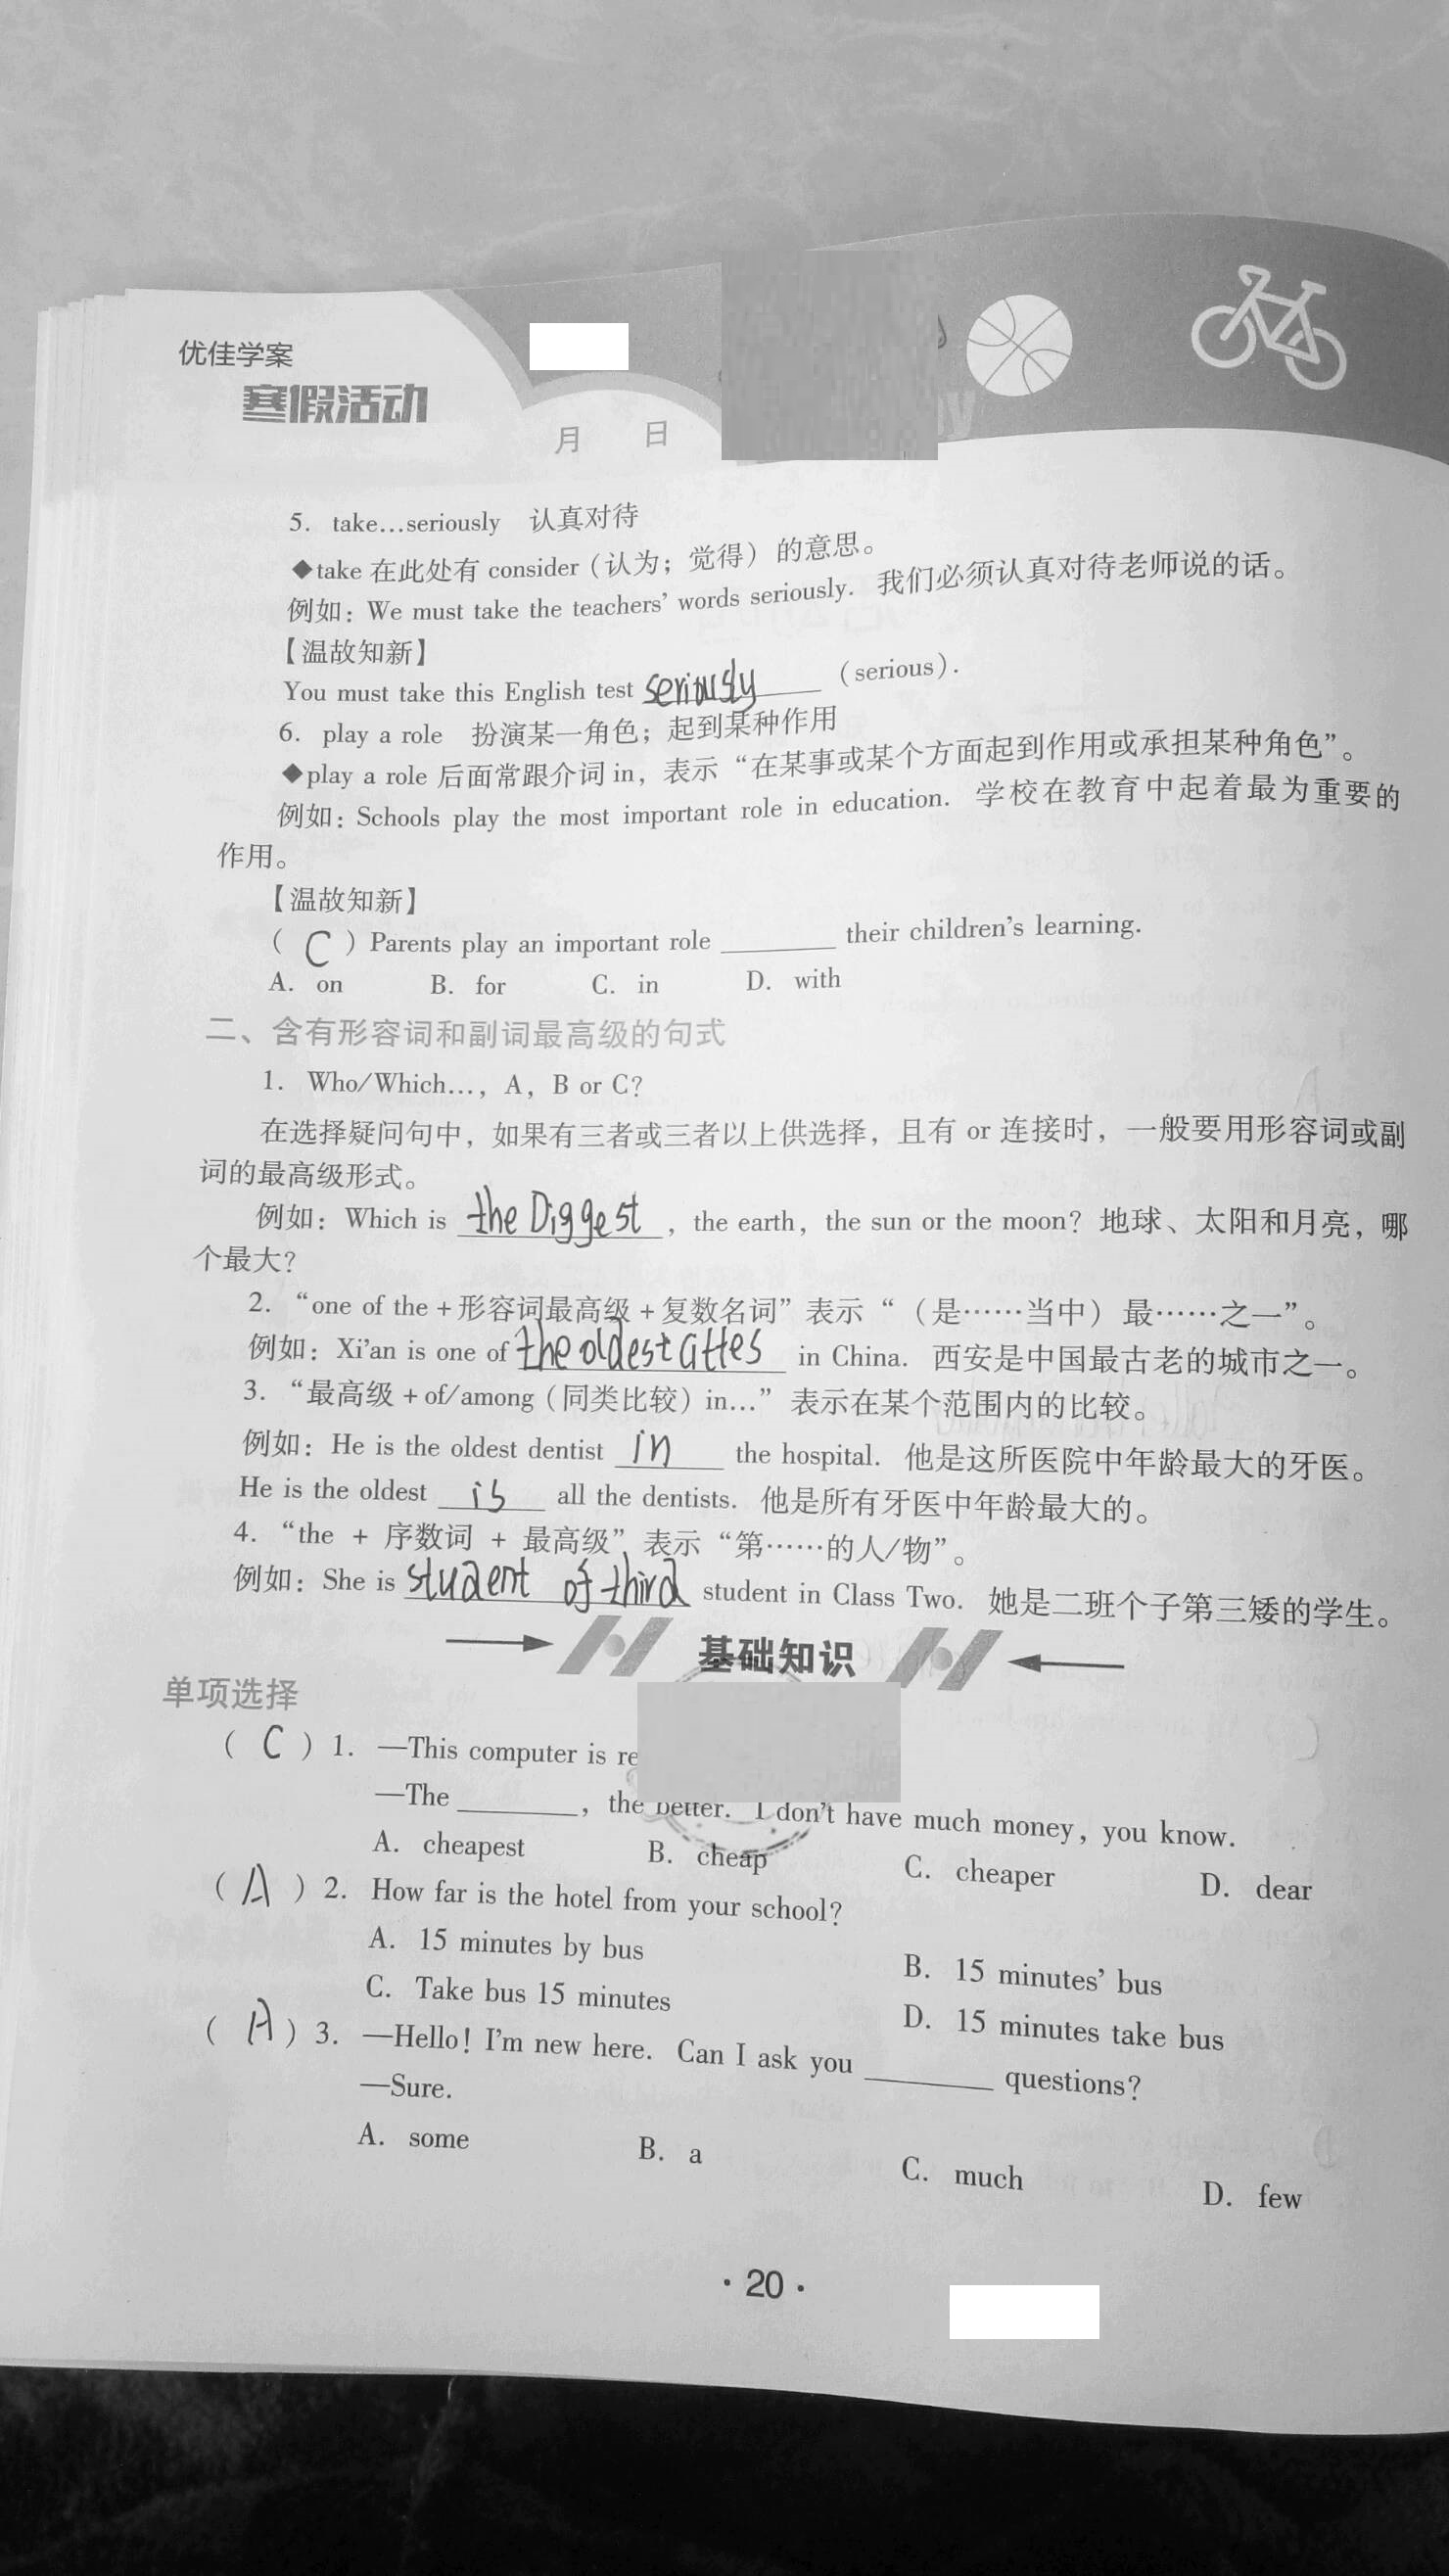 优佳学案
寒假活动
月 日
5. take…seriously 认真对待
◆take 在此处有 consider（认为；觉得）的意思。
例如：We must take the teachers’ words seriously. 我们必须认真对待老师说的话。
【温故知新】
You must take this English test seriously (serious).
6. play a role 扮演某一角色；起到某种作用
◆play a role 后面常跟介词 in，表示“在某事或某个方面起到作用或承担某种角色”。
例如：Schools play the most important role in education. 学校在教育中起着最为重要的
作用。
【温故知新】
( C ) Parents play an important role ________ their children’s learning.
A. on B. for C. in D. with
二、含有形容词和副词最高级的句式
1. Who/Which…, A, B or C?
在选择疑问句中，如果有三者或三者以上供选择，且有 or 连接时，一般要用形容词或副
词的最高级形式。
例如：Which is the Diggest, the earth, the sun or the moon? 地球、太阳和月亮，哪
个最大？
2. “one of the + 形容词最高级 + 复数名词”表示“（是……当中）最……之一”。
例如：Xi’an is one of the oldest in China. 西安是中国最古老的城市之一。
3. “最高级 + of/among（同类比较）in…”表示在某个范围内的比较。
例如：He is the oldest dentist in the hospital. 他是这所医院中年龄最大的牙医。
He is the oldest is all the dentists. 他是所有牙医中年龄最大的。
4. “the + 序数词 + 最高级”表示“第……的人/物”。
例如：She is student of third student in Class Two. 她是二班个子第三矮的学生。
基础知识
单项选择
( C ) 1. —This computer is re
—The ________, the better. I don’t have much money, you know.
A. cheapest B. cheap C. cheaper D. dear
( A ) 2. How far is the hotel from your school?
A. 15 minutes by bus B. 15 minutes’ bus
C. Take bus 15 minutes D. 15 minutes take bus
( A ) 3. —Hello! I’m new here. Can I ask you ________ questions?
—Sure.
A. some B. a C. much D. few
· 20 ·